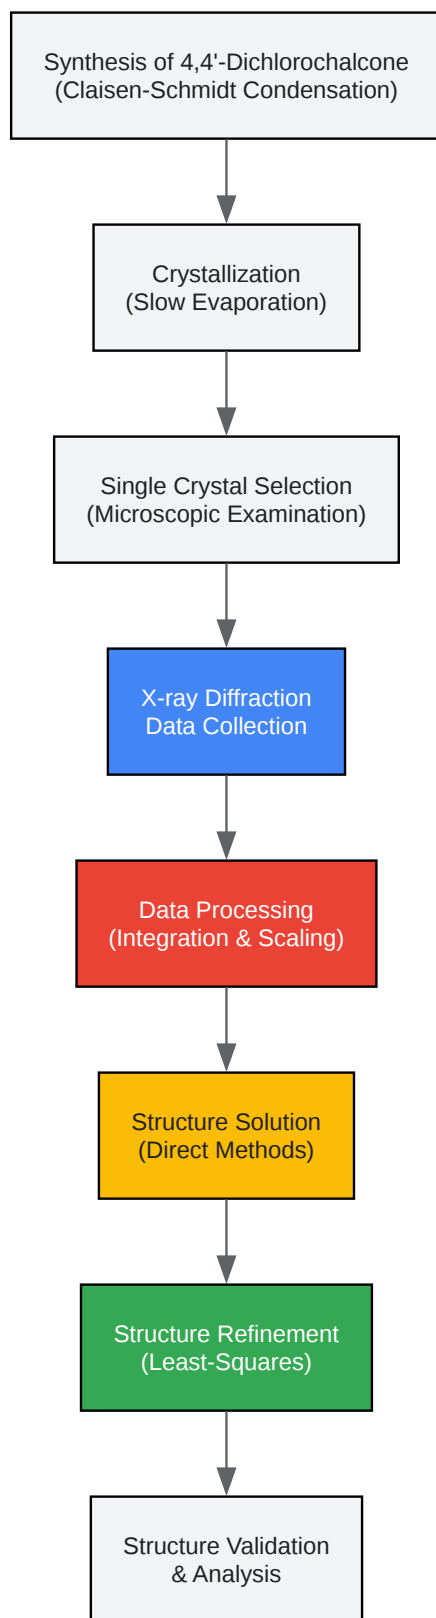 Synthesis of 4,4'-Dichlorochalcone
(Claisen-Schmidt Condensation)
Crystallization
(Slow Evaporation)
Single Crystal Selection
(Microscopic Examination)
X-ray Diffraction
Data Collection
Data Processing
(Integration & Scaling)
Structure Solution
(Direct Methods)
Structure Refinement
(Least-Squares)
Structure Validation
& Analysis